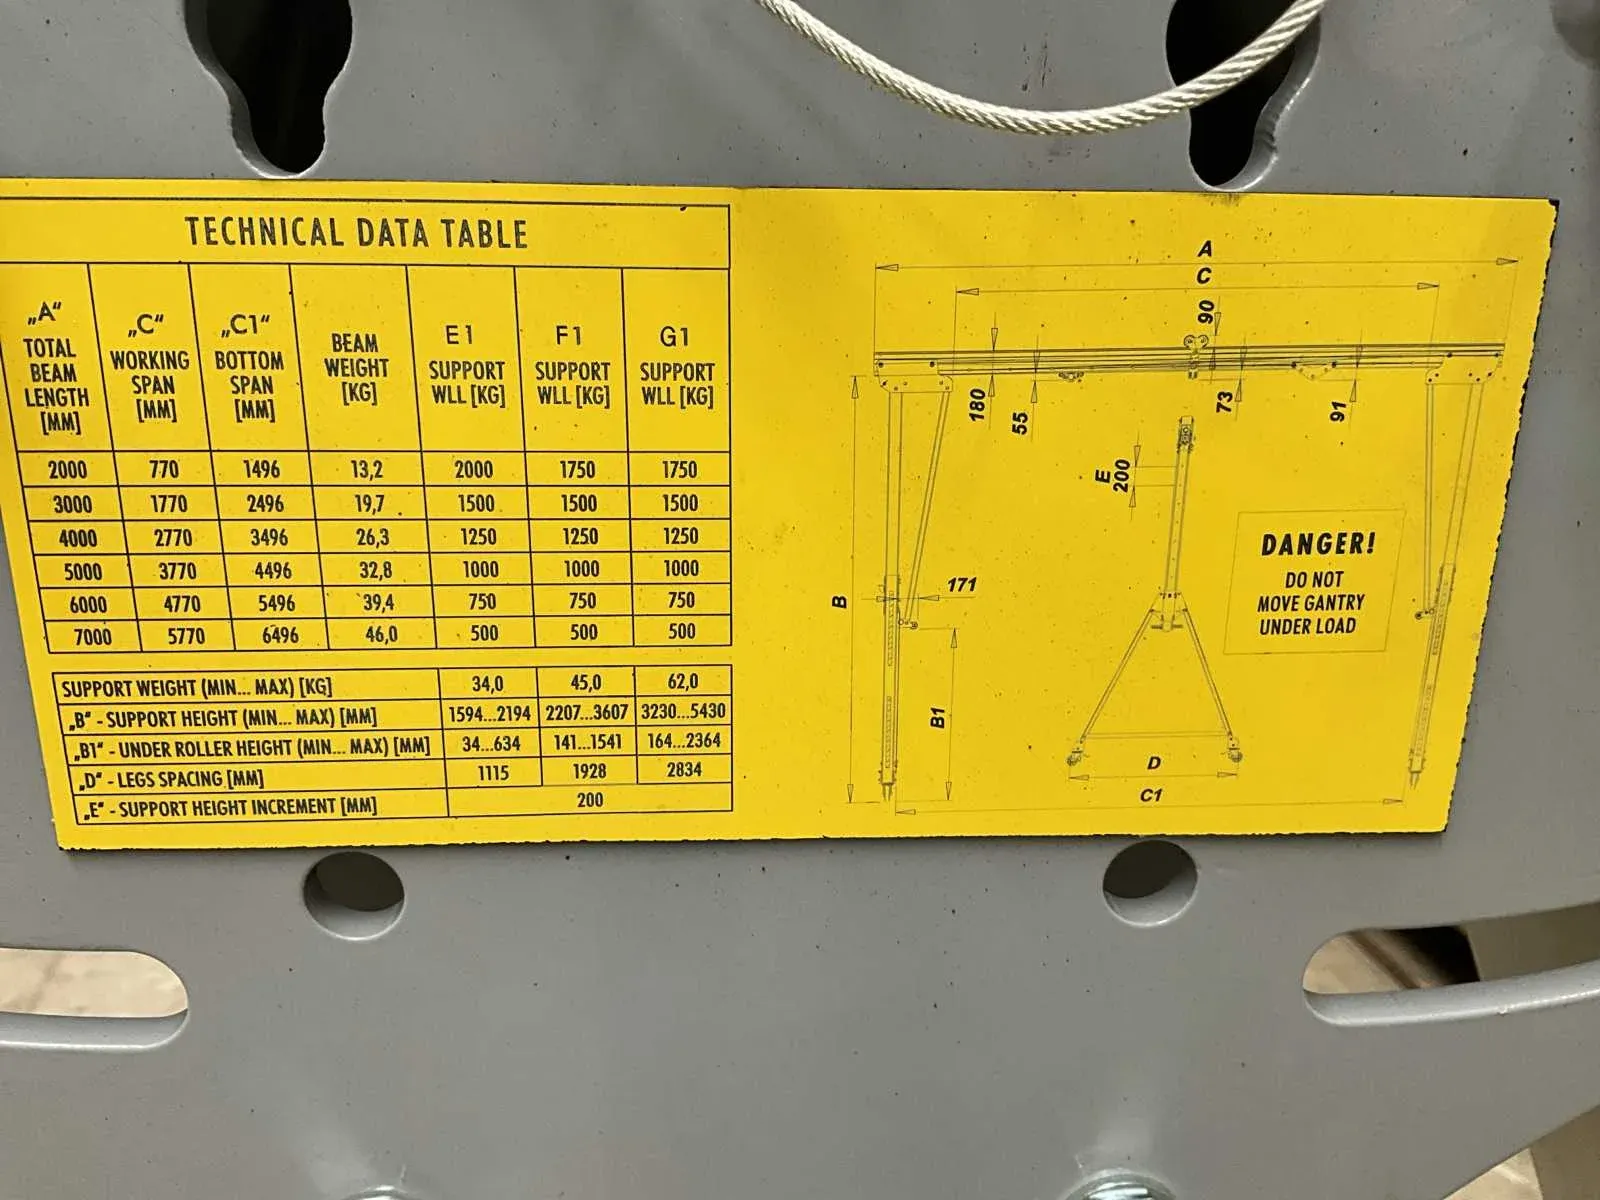 TECHNICAL DATA TABLE
„A“ TOTAL BEAM LENGTH [MM]
„C“ WORKING SPAN [MM]
„C1“ BOTTOM SPAN [MM]
BEAM WEIGHT [KG]
E1 SUPPORT WLL [KG]
F1 SUPPORT WLL [KG]
G1 SUPPORT WLL [KG]
2000 770 1496 13,2 2000 1750 1750
3000 1770 2496 19,7 1500 1500 1500
4000 2770 3496 26,3 1250 1250 1250
5000 3770 4496 32,8 1000 1000 1000
6000 4770 5496 39,4 750 750 750
7000 5770 6496 46,0 500 500 500
SUPPORT WEIGHT (MIN... MAX) [KG] 34,0 45,0 62,0
„B“ - SUPPORT HEIGHT (MIN... MAX) [MM] 1594...2194 2207...3607 3230...5430
„B1“ - UNDER ROLLER HEIGHT (MIN... MAX) [MM] 34...634 141...1541 164...2364
„D“ - LEGS SPACING [MM] 1115 1928 2834
„E“ - SUPPORT HEIGHT INCREMENT [MM] 200
A
C
90
180
55
73
91
E
200
B
171
B1
D
C1
DANGER!
DO NOT
MOVE GANTRY
UNDER LOAD